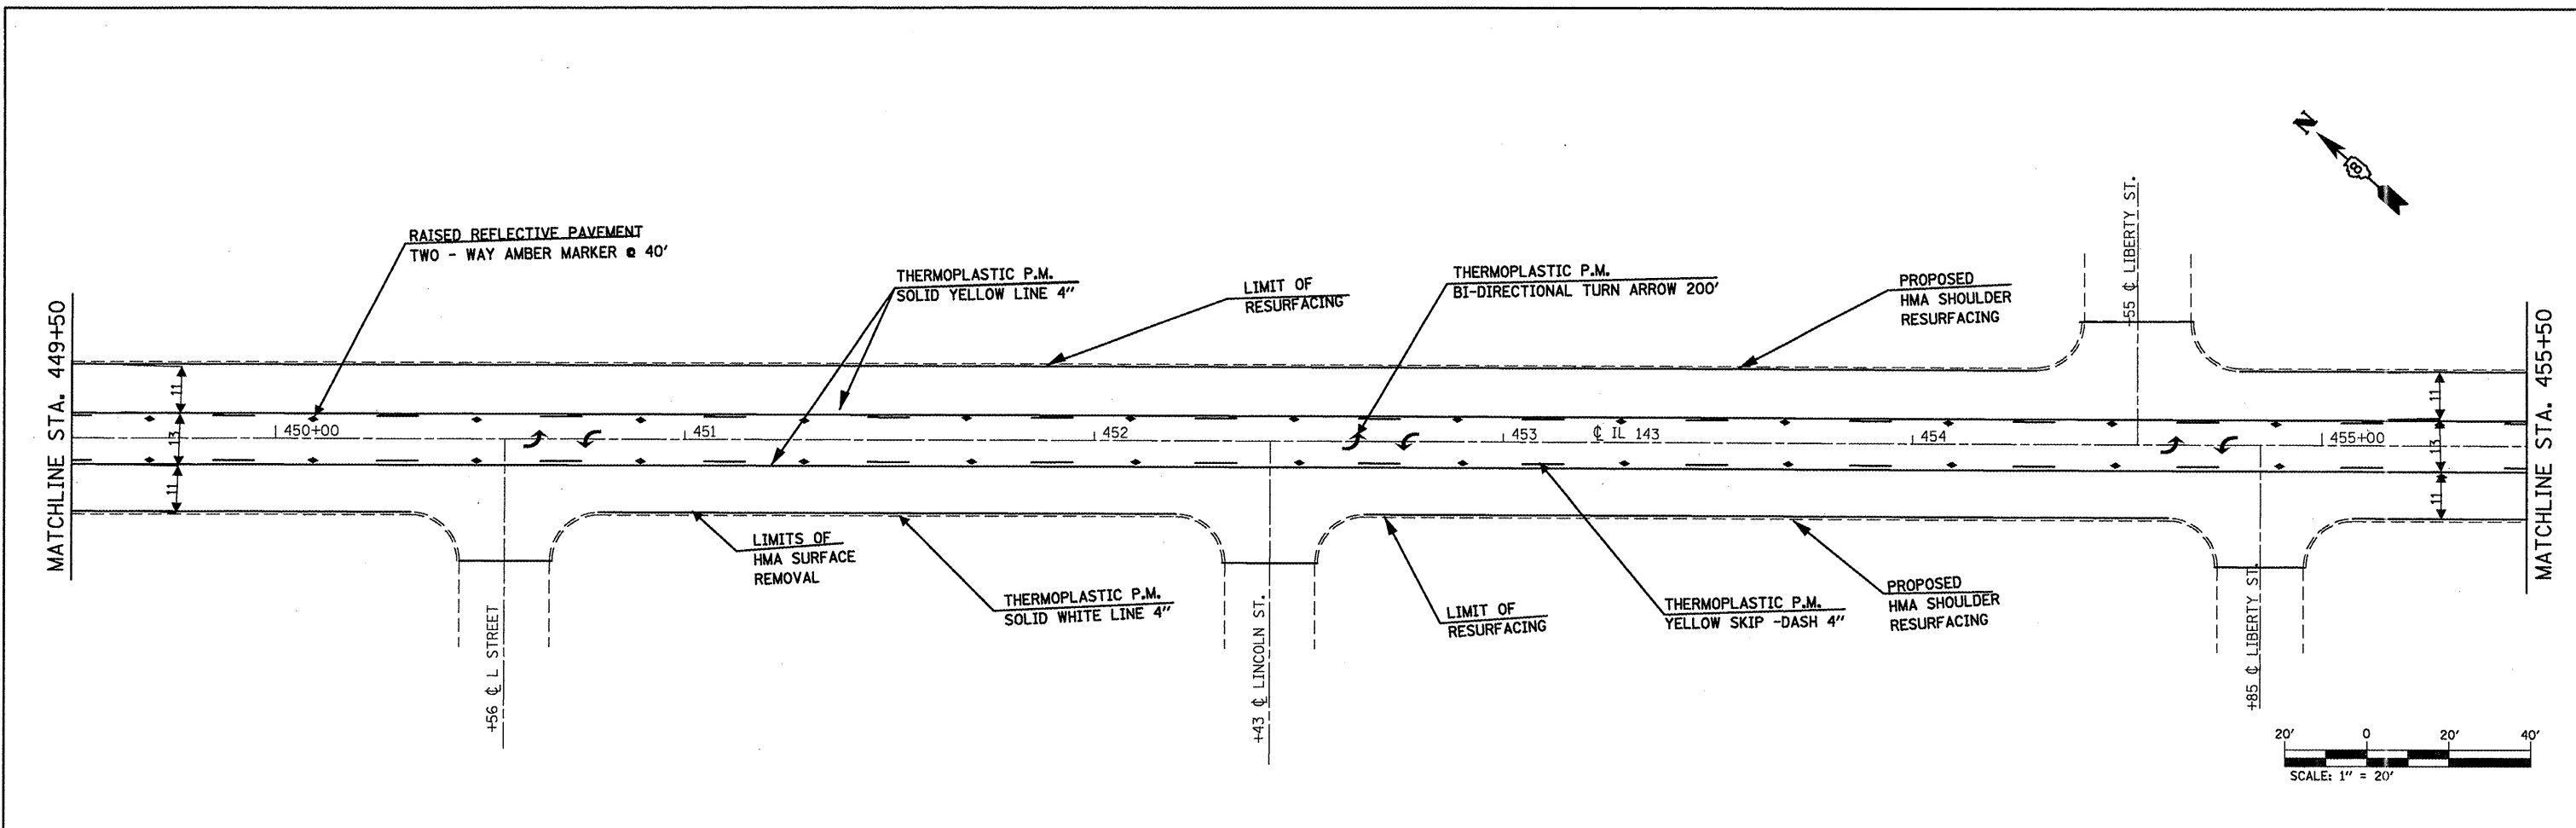 N
8
+55 ℄ LIBERTY ST.
RAISED REFLECTIVE PAVEMENT
TWO - WAY AMBER MARKER @ 40'
THERMOPLASTIC P.M.
SOLID YELLOW LINE 4"
LIMIT OF
RESURFACING
THERMOPLASTIC P.M.
BI-DIRECTIONAL TURN ARROW 200'
PROPOSED
HMA SHOULDER
RESURFACING
MATCHLINE STA. 449+50
MATCHLINE STA. 455+50
11
13
11
450+00
451
452
453
℄ IL 143
454
455+00
11
13
11
LIMITS OF
HMA SURFACE
REMOVAL
THERMOPLASTIC P.M.
SOLID WHITE LINE 4"
LIMIT OF
RESURFACING
THERMOPLASTIC P.M.
YELLOW SKIP -DASH 4"
PROPOSED
HMA SHOULDER
RESURFACING
+56 ℄ L STREET
+43 ℄ LINCOLN ST.
+85 ℄ LIBERTY ST.
20' 0 20' 40'
SCALE: 1" = 20'